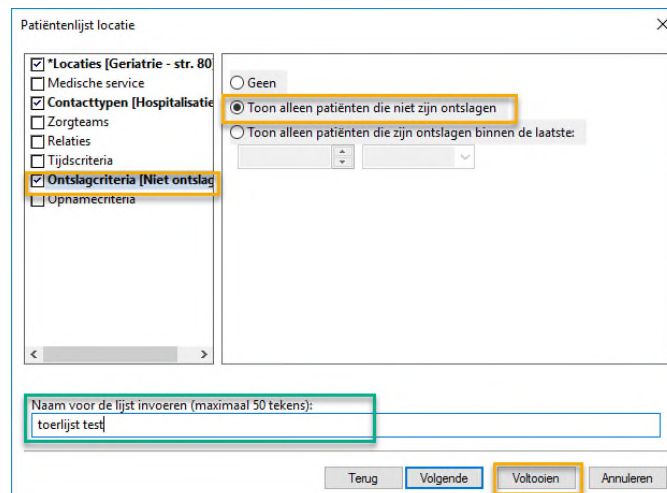 Patiëntenlijst locatie
*Locaties [Geriatrie - str. 80
Medische service
Contacttypen [Hospitalisatie
Zorgteams
Relaties
Tijdscriteria
Ontslagcriteria [Niet ontslag
Opnamecriteria
Geen
Toon alleen patiënten die niet zijn ontslagen
Toon alleen patiënten die zijn ontslagen binnen de laatste:
Naam voor de lijst invoeren (maximaal 50 tekens):
toerlijst test
Terug Volgende Voltooien Annuleren